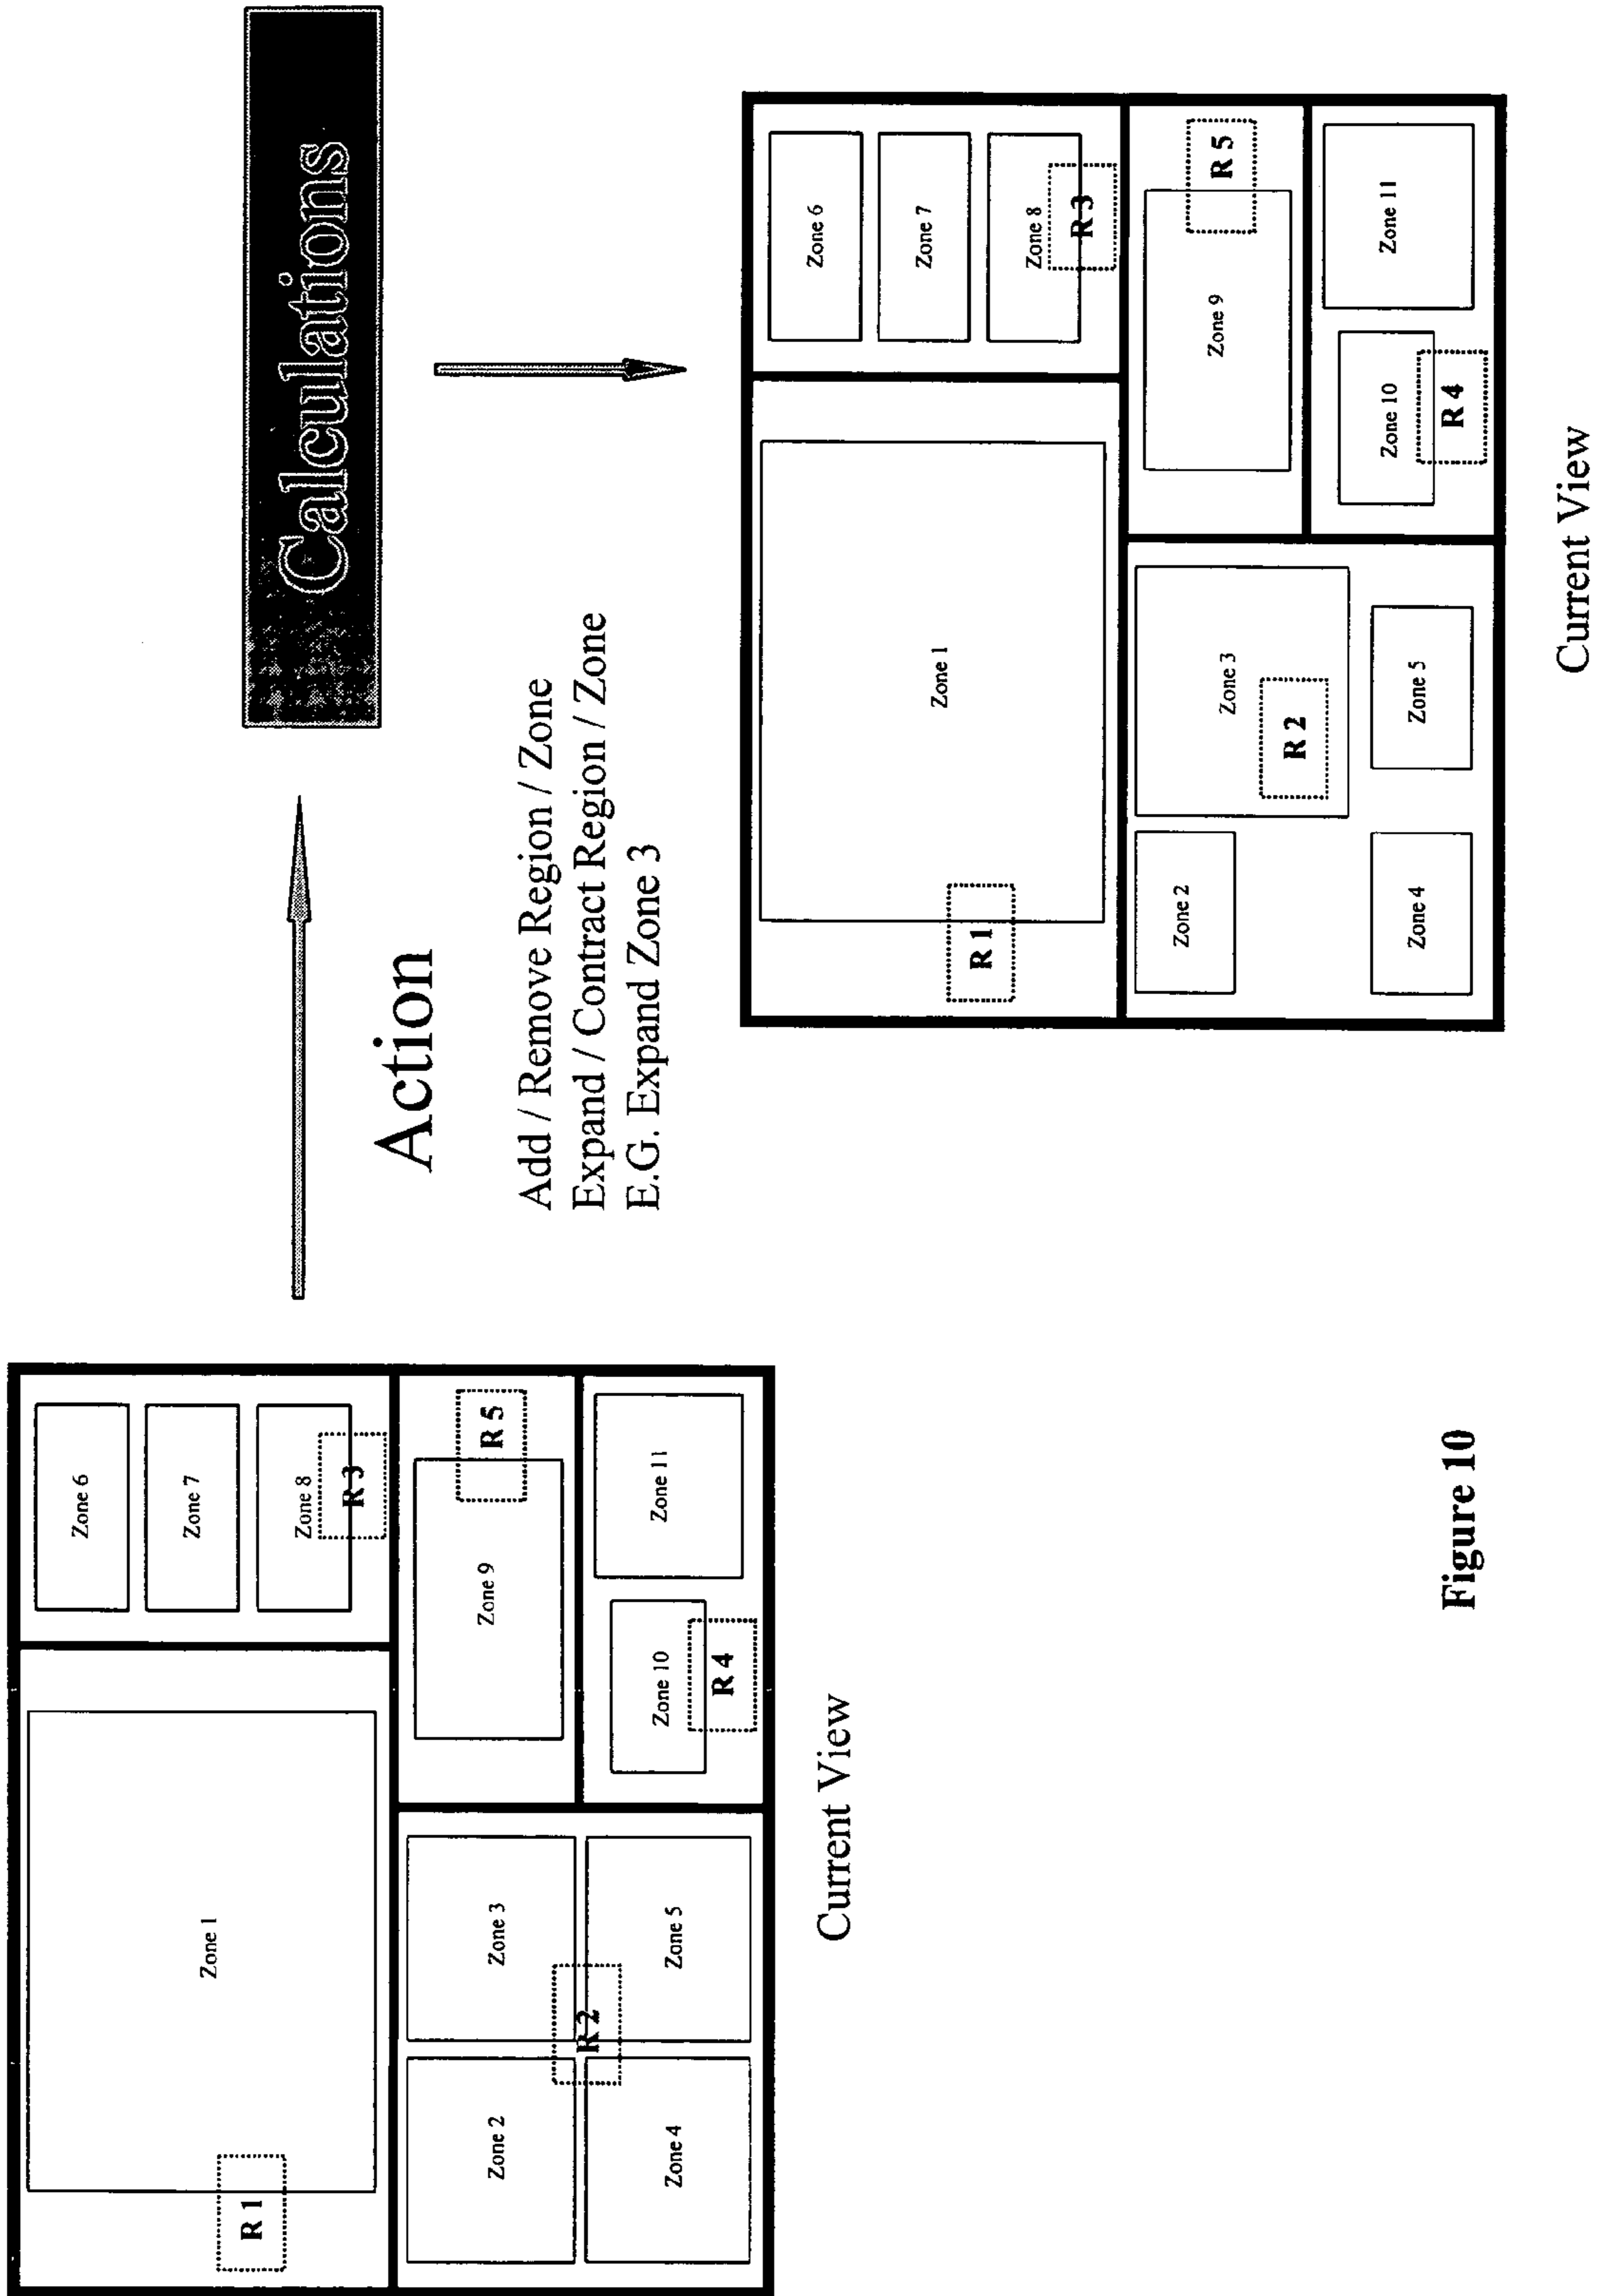 Zone 1
R 1
Zone 6
Zone 7
Zone 8
R 3
Zone 2
Zone 3
R 2
Zone 4
Zone 5
Zone 9
R 5
Zone 10
R 4
Zone 11
Current View
Action
Add / Remove Region / Zone
Expand / Contract Region / Zone
E.G. Expand Zone 3
Calculations
Zone 1
R 1
Zone 6
Zone 7
Zone 8
R 3
Zone 2
Zone 3
R 2
Zone 4
Zone 5
Zone 9
R 5
Zone 10
R 4
Zone 11
Current View
Figure 10